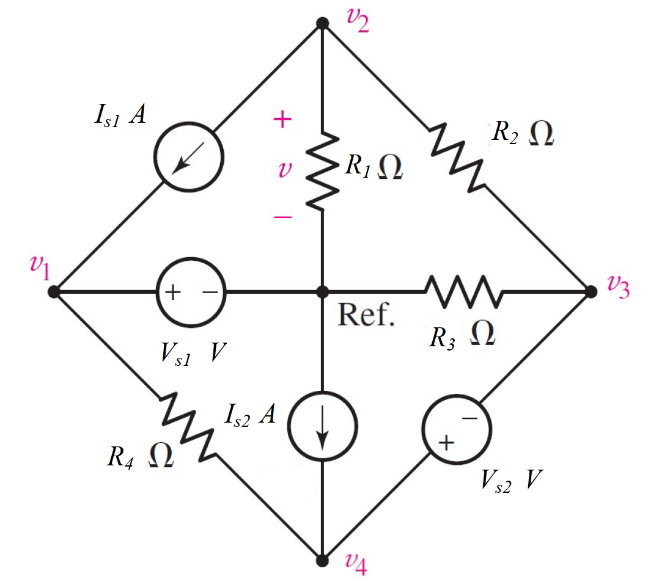 v2
Is1 A
+
v
−
R1 Ω
R2 Ω
v1
+ −
Ref.
v3
R3 Ω
Vs1 V
Is2 A
−
+
R4 Ω
Vs2 V
v4